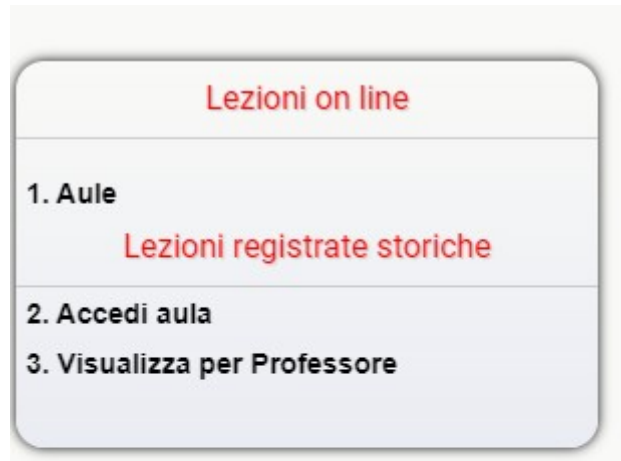 Lezioni on line
1. Aule
Lezioni registrate storiche
2. Accedi aula
3. Visualizza per Professore